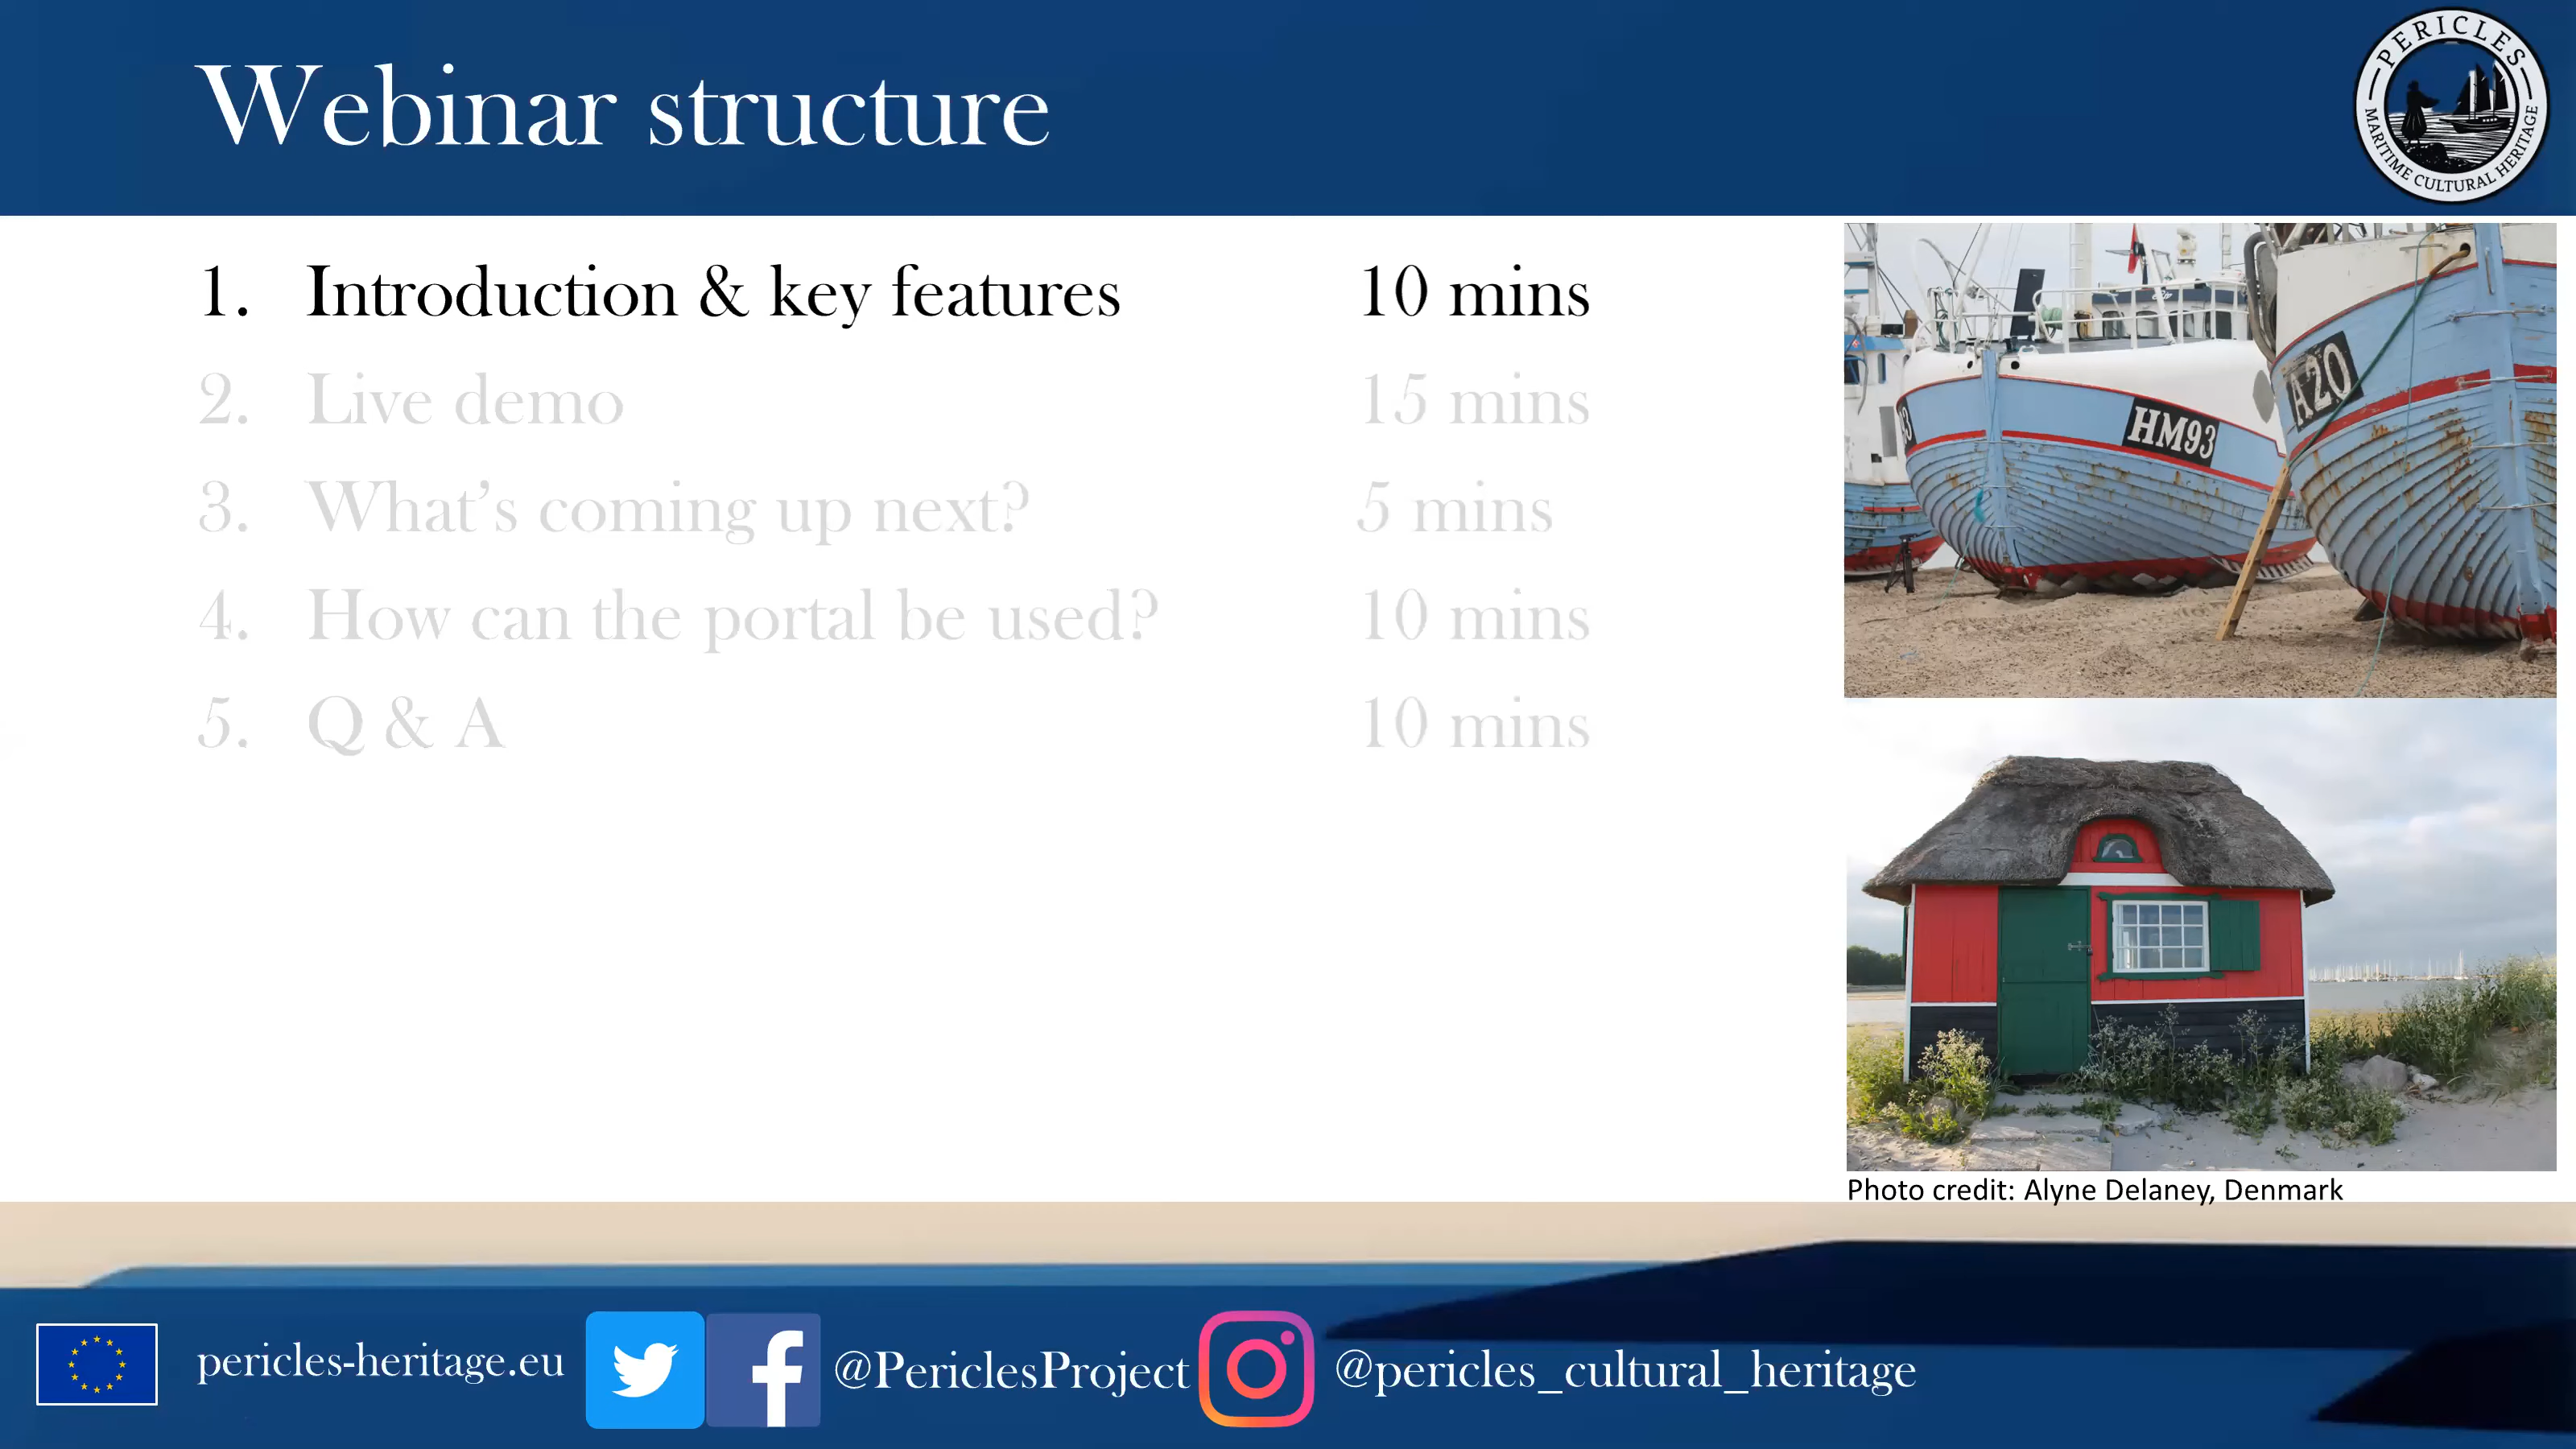 Webinar structure
PERICLES
MARITIME CULTURAL HERITAGE
1. Introduction & key features 10 mins
2. Live demo 15 mins
3. What's coming up next? 5 mins
4. How can the portal be used? 10 mins
5. Q & A 10 mins
HM93
A20
Photo credit: Alyne Delaney, Denmark
pericles-heritage.eu @PericlesProject @pericles_cultural_heritage